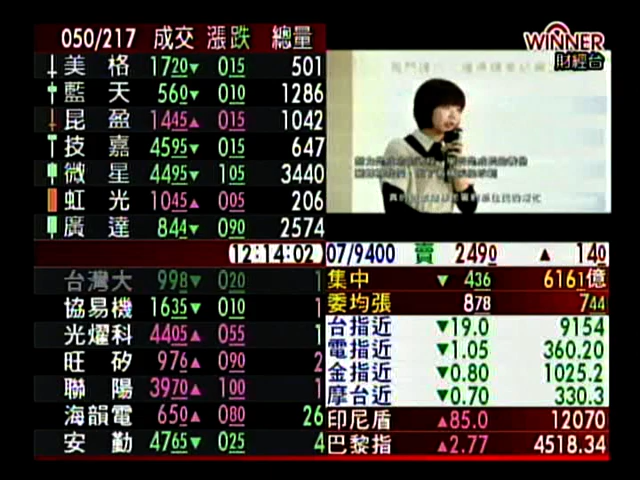 050/217 成交 漲跌 總量
美格 1720▼ 015 501
藍天 560▼ 010 1286
昆盈 1445▲ 015 1042
技嘉 4595▼ 015 647
微星 4495▼ 105 3440
虹光 1045▲ 005 206
廣達 844▼ 090 2574
WINNER
財經台
12:14:02 07/9400 賣 2490 ▲ 140
台灣大 998▼ 020 1
協易機 1635▼ 010 1
光燿科 4405▲ 055 1
旺矽 976▲ 090 2
聯陽 3970▲ 100 1
海韻電 650▲ 080 26
安勤 4765▼ 025 4
集中 ▼ 436 6161億
委均張 878 744
台指近 ▼19.0 9154
電指近 ▼1.05 360.20
金指近 ▼0.80 1025.2
摩台近 ▼0.70 330.3
印尼盾 ▲85.0 12070
巴黎指 ▲2.77 4518.34